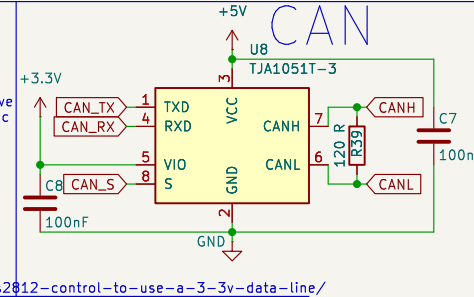 +5V
CAN
U8
TJA1051T-3
+3.3V
3
VCC
CAN_TX
1
TXD
CAN_RX
4
RXD
CANH
7
CANH
C7
100n
120 R
R39
5
VIO
CANL
6
CAN_S
8
S
GND
CANL
C8
100nF
2
GND
s2812-control-to-use-a-3-3v-data-line/